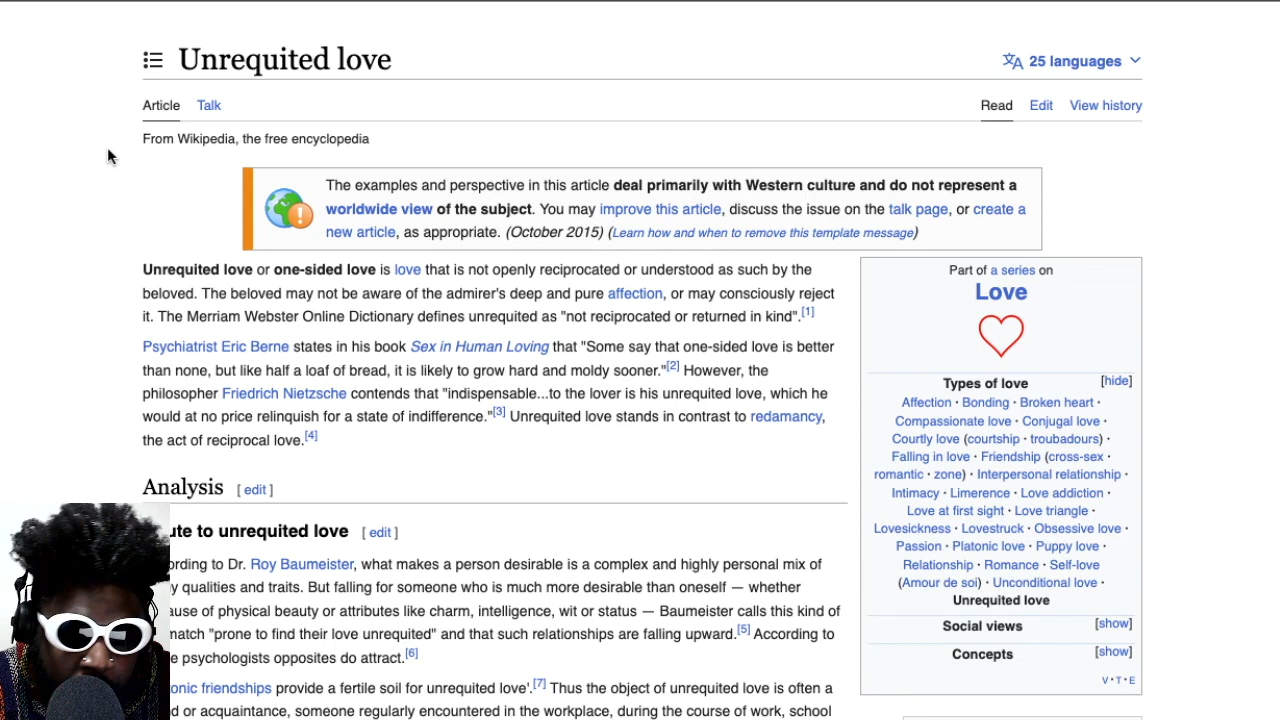 Unrequited love
25 languages
Article Talk
Read Edit View history
From Wikipedia, the free encyclopedia
The examples and perspective in this article deal primarily with Western culture and do not represent a
worldwide view of the subject. You may improve this article, discuss the issue on the talk page, or create a
new article, as appropriate. (October 2015) (Learn how and when to remove this template message)
Unrequited love or one-sided love is love that is not openly reciprocated or understood as such by the
beloved. The beloved may not be aware of the admirer's deep and pure affection, or may consciously reject
it. The Merriam Webster Online Dictionary defines unrequited as "not reciprocated or returned in kind".[1]
Psychiatrist Eric Berne states in his book Sex in Human Loving that "Some say that one-sided love is better
than none, but like half a loaf of bread, it is likely to grow hard and moldy sooner."[2] However, the
philosopher Friedrich Nietzsche contends that "indispensable...to the lover is his unrequited love, which he
would at no price relinquish for a state of indifference."[3] Unrequited love stands in contrast to redamancy,
the act of reciprocal love.[4]
Analysis [ edit ]
to unrequited love [ edit ]
to Dr. Roy Baumeister, what makes a person desirable is a complex and highly personal mix of
qualities and traits. But falling for someone who is much more desirable than oneself — whether
of physical beauty or attributes like charm, intelligence, wit or status — Baumeister calls this kind of
"prone to find their love unrequited" and that such relationships are falling upward.[5] According to
psychologists opposites do attract.[6]
friendships provide a fertile soil for unrequited love'.[7] Thus the object of unrequited love is often a
or acquaintance, someone regularly encountered in the workplace, during the course of work, school
Part of a series on
Love
Types of love [hide]
Affection · Bonding · Broken heart ·
Compassionate love · Conjugal love ·
Courtly love (courtship · troubadours) ·
Falling in love · Friendship (cross-sex ·
romantic · zone) · Interpersonal relationship ·
Intimacy · Limerence · Love addiction ·
Love at first sight · Love triangle ·
Lovesickness · Lovestruck · Obsessive love ·
Passion · Platonic love · Puppy love ·
Relationship · Romance · Self-love
(Amour de soi) · Unconditional love ·
Unrequited love
Social views [show]
Concepts [show]
V · T · E